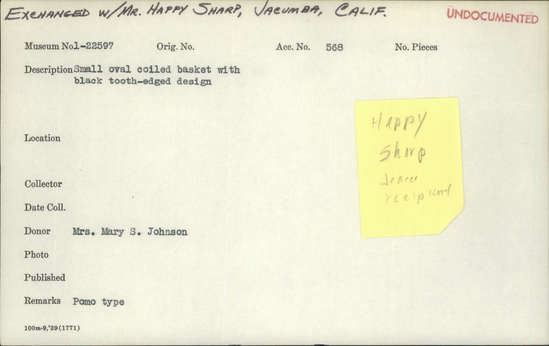 EXCHANGED W/MR. HAPPY SHARP, JACUMBA, CALIF.
UNDOCUMENTED
Museum No.1-22597 Orig. No. Acc. No. 568 No. Pieces
Description Small oval coiled basket with
black tooth-edged design
Happy
Sharp
Location
Collector
Date Coll.
Donor Mrs. Mary S. Johnson
Photo
Published
Remarks Pomo type
100m-9,'29(1771)